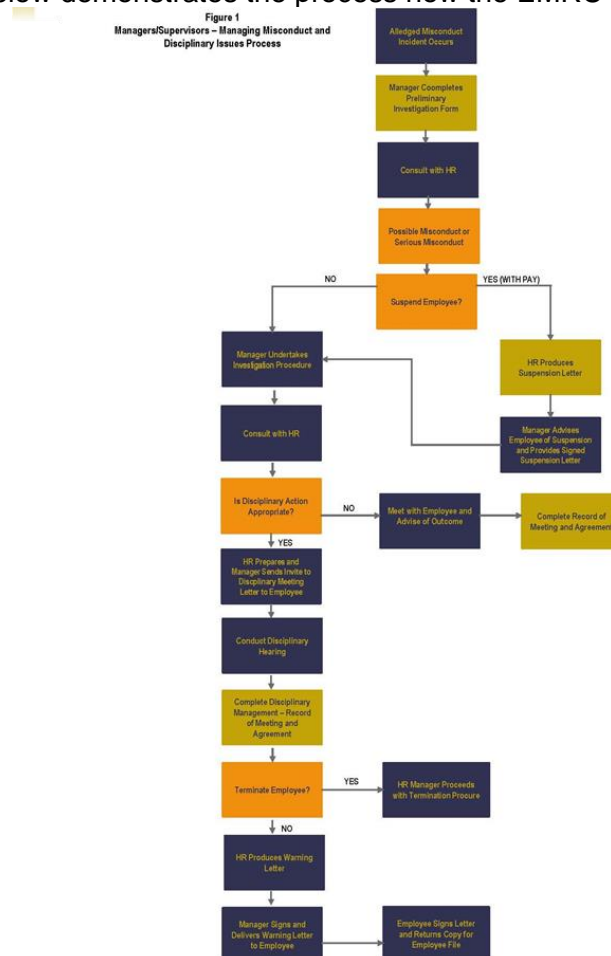 low demonstrates the process how the EMRC
Figure 1
Managers/Supervisors – Managing Misconduct and
Disciplinary Issues Process
Alledged Misconduct
Incident Occurs
Manager Coompletes
Preliminary
Investigation Form
Consult with HR
Possible Misconduct or
Serious Misconduct
Suspend Employee?
NO
YES (WITH PAY)
HR Produces
Suspension Letter
Manager Advises
Employee of Suspension
and Provides Signed
Suspension Letter
Manager Undertakes
Investigation Procedure
Consult with HR
Is Disciplinary Action
Appropriate?
NO
Meet with Employee and
Advise of Outcome
Complete Record of
Meeting and Agreement
YES
HR Prepares and
Manager Sends Invite to
Discplinary Meeting
Letter to Employee
Conduct Disciplinary
Hearing
Complete Disciplinary
Management – Record
of Meeting and
Agreement
Terminate Employee?
YES
HR Manager Proceeds
with Termination Procure
NO
HR Produces Warning
Letter
Manager Signs and
Delivers Warning Letter
to Employee
Employee Signs Letter
and Returns Copy for
Employee File